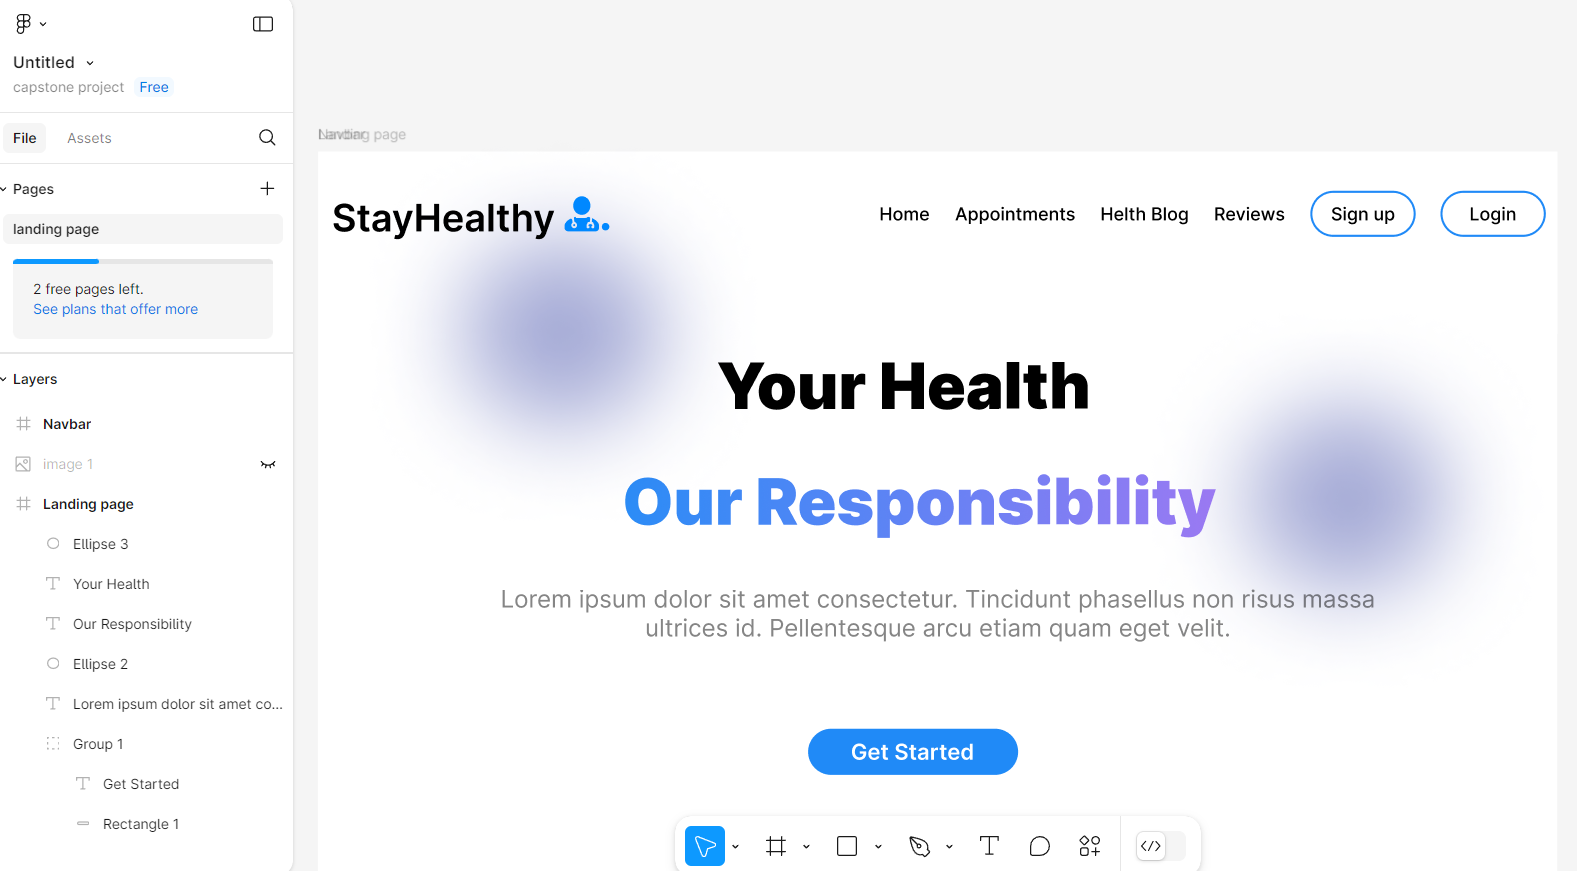 Untitled
capstone project Free
File Assets
Pages
landing page
2 free pages left.
See plans that offer more
Layers
Navbar
image 1
Landing page
Ellipse 3
Your Health
Our Responsibility
Ellipse 2
Lorem ipsum dolor sit amet co...
Group 1
Get Started
Rectangle 1
Landing page
Navbar
StayHealthy
Home Appointments Helth Blog Reviews Sign up Login
Your Health
Our Responsibility
Lorem ipsum dolor sit amet consectetur. Tincidunt phasellus non risus massa
ultrices id. Pellentesque arcu etiam quam eget velit.
Get Started